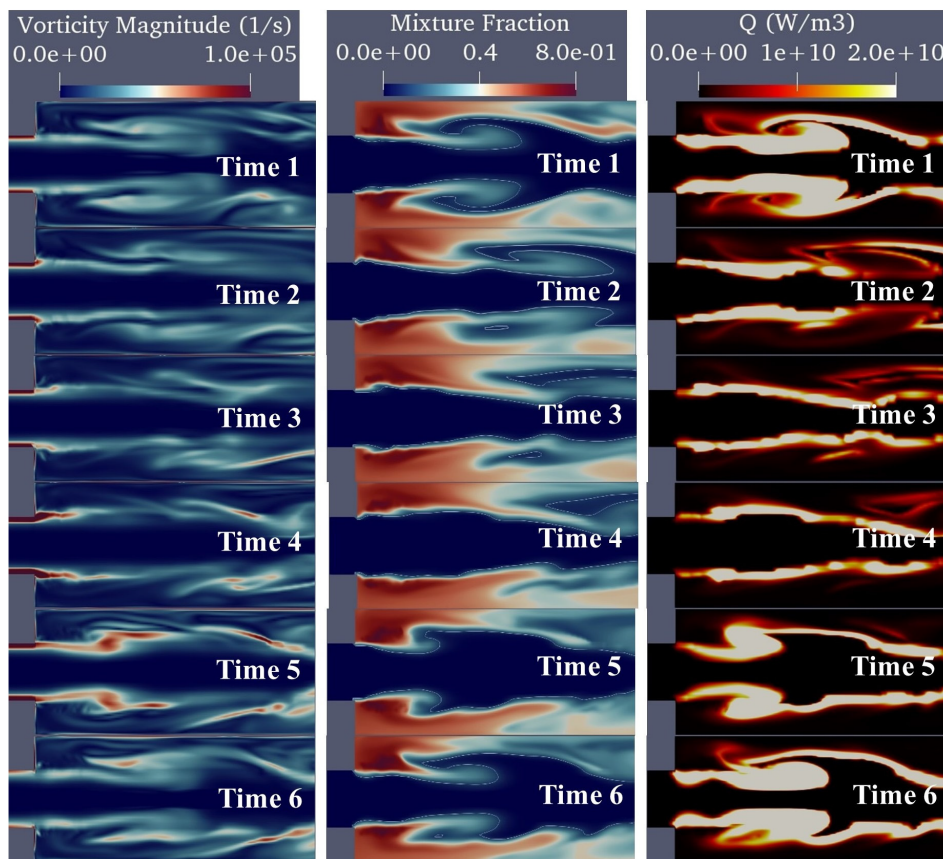 Vorticity Magnitude (1/s)
0.0e+00 1.0e+05
Mixture Fraction
0.0e+00 0.4 8.0e-01
Q (W/m3)
0.0e+00 1e+10 2.0e+10
Time 1 Time 1 Time 1
Time 2 Time 2 Time 2
Time 3 Time 3 Time 3
Time 4 Time 4 Time 4
Time 5 Time 5 Time 5
Time 6 Time 6 Time 6